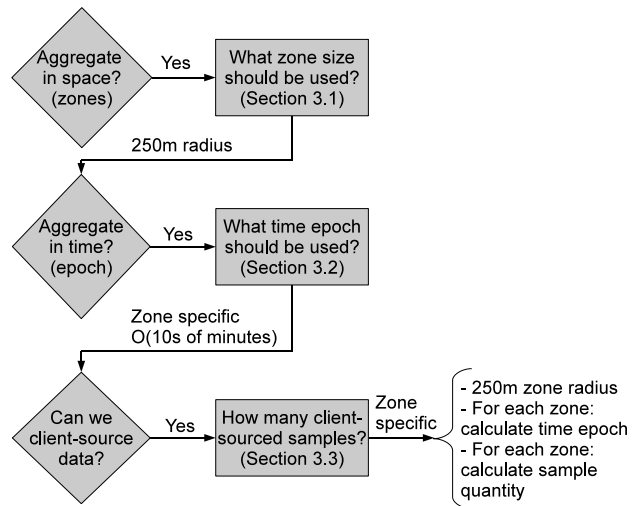 Aggregate
in space?
(zones)
Yes
What zone size
should be used?
(Section 3.1)
250m radius
Aggregate
in time?
(epoch)
Yes
What time epoch
should be used?
(Section 3.2)
Zone specific
O(10s of minutes)
Can we
client-source
data?
Yes
How many client-
sourced samples?
(Section 3.3)
Zone
specific
- 250m zone radius
- For each zone:
calculate time epoch
- For each zone:
calculate sample
quantity